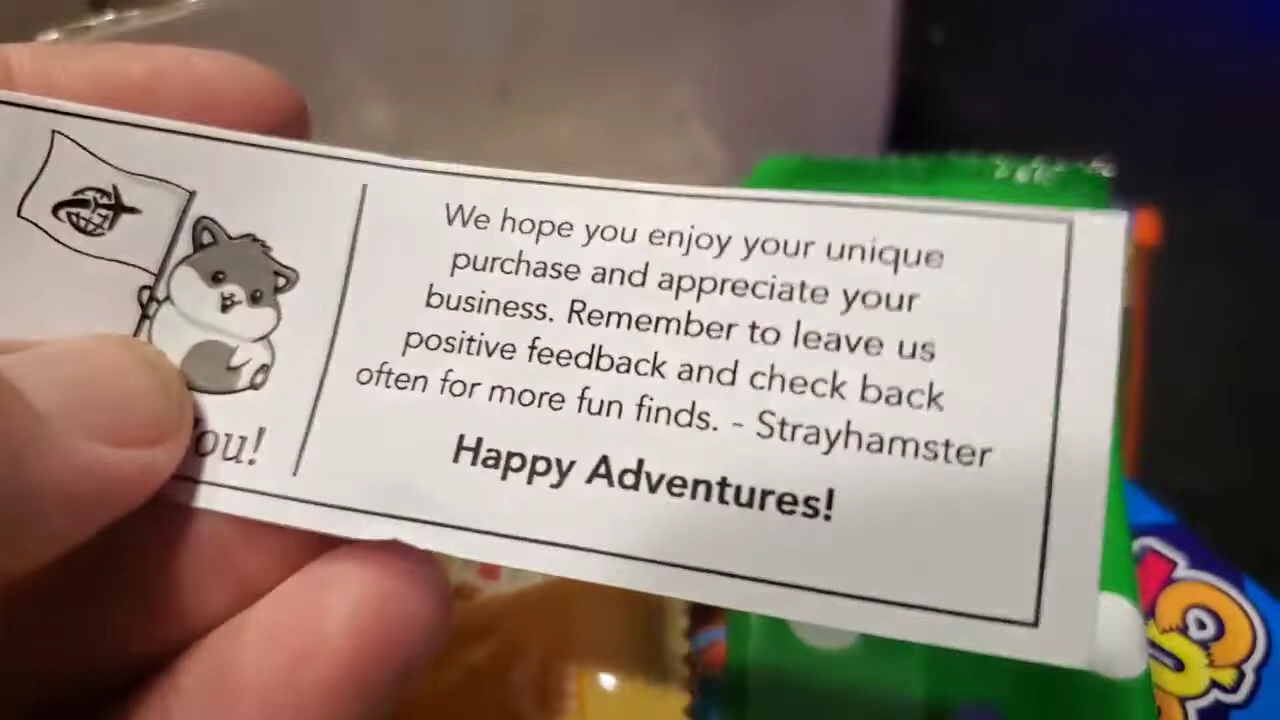 We hope you enjoy your unique
purchase and appreciate your
business. Remember to leave us
positive feedback and check back
often for more fun finds. - Strayhamster
Happy Adventures!
You!